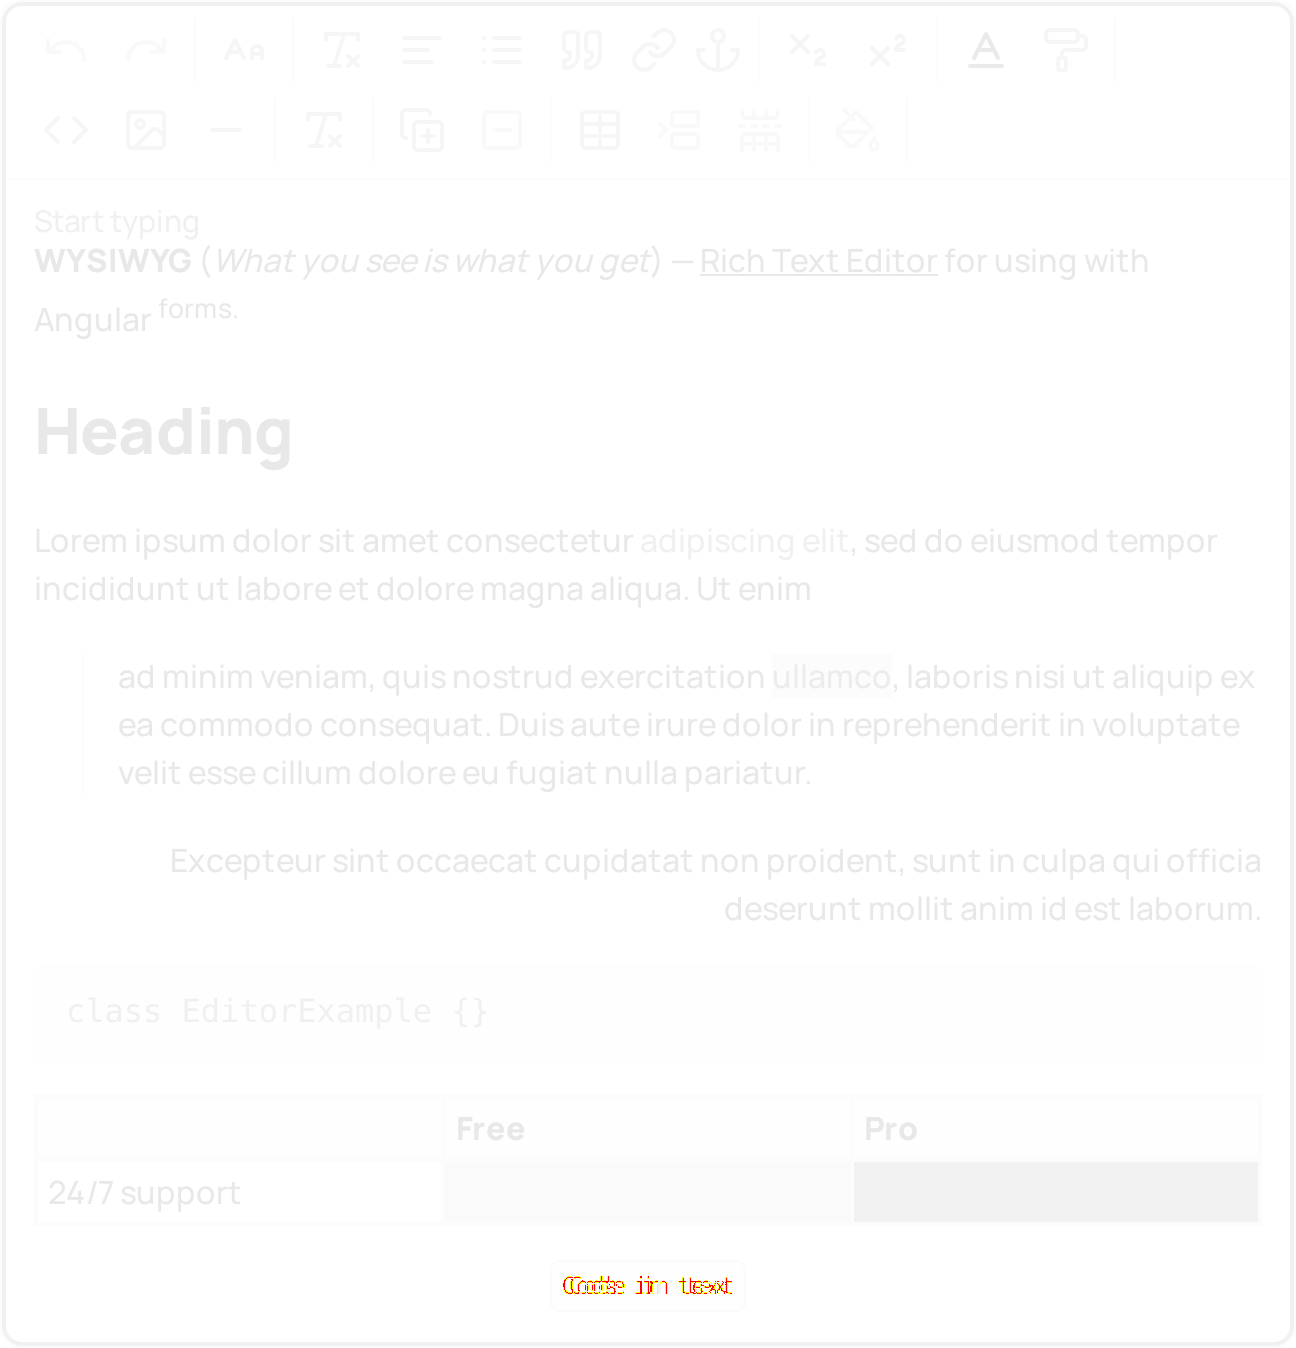 Start typing
WYSIWYG (What you see is what you get) — Rich Text Editor for using with
Angular forms.
Heading
Lorem ipsum dolor sit amet consectetur adipiscing elit, sed do eiusmod tempor
incididunt ut labore et dolore magna aliqua. Ut enim
ad minim veniam, quis nostrud exercitation ullamco, laboris nisi ut aliquip ex
ea commodo consequat. Duis aute irure dolor in reprehenderit in voluptate
velit esse cillum dolore eu fugiat nulla pariatur.
Excepteur sint occaecat cupidatat non proident, sunt in culpa qui officia
deserunt mollit anim id est laborum.
class EditorExample {}
Free Pro
24/7 support
Code in text